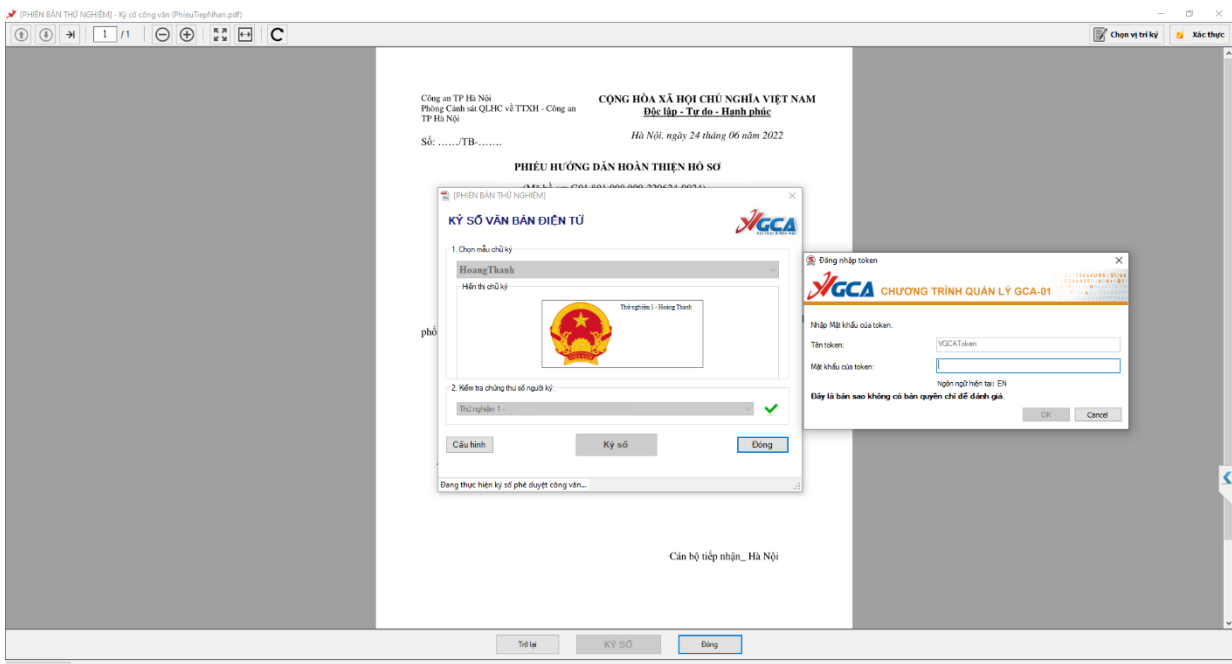 [PHIÊN BẢN THỬ NGHIỆM] - Ký số công văn (PhieuTiepNhan.pdf)
1 /1
Chọn vị trí ký
Xác thực
Công an TP Hà Nội
Phòng Cảnh sát QLHC về TTXH - Công an
TP Hà Nội
Số: ……/TB-…….
CỘNG HÒA XÃ HỘI CHỦ NGHĨA VIỆT NAM
Độc lập - Tự do - Hạnh phúc
Hà Nội, ngày 24 tháng 06 năm 2022
PHIẾU HƯỚNG DẪN HOÀN THIỆN HỒ SƠ
phố
[PHIÊN BẢN THỬ NGHIỆM]
KÝ SỐ VĂN BẢN ĐIỆN TỬ
VGCA
1. Chọn mẫu chữ ký
HoangThanh
Hiển thị chữ ký
Thử nghiệm 1 - Hoàng Thành
2. Kiểm tra chứng thư số người ký:
Thử nghiệm 1 -
Cấu hình
Ký số
Đóng
Đang thực hiện ký số phê duyệt công văn...
Đăng nhập token
VGCA CHƯƠNG TRÌNH QUẢN LÝ GCA-01
Nhập Mật khẩu của token.
Tên token:
VGCAToken
Mật khẩu của token:
Ngôn ngữ hiện tại: EN
Đây là bản sao không có bản quyền chỉ để đánh giá.
OK
Cancel
Cán bộ tiếp nhận_ Hà Nội
Trở lại
KÝ SỐ
Đóng